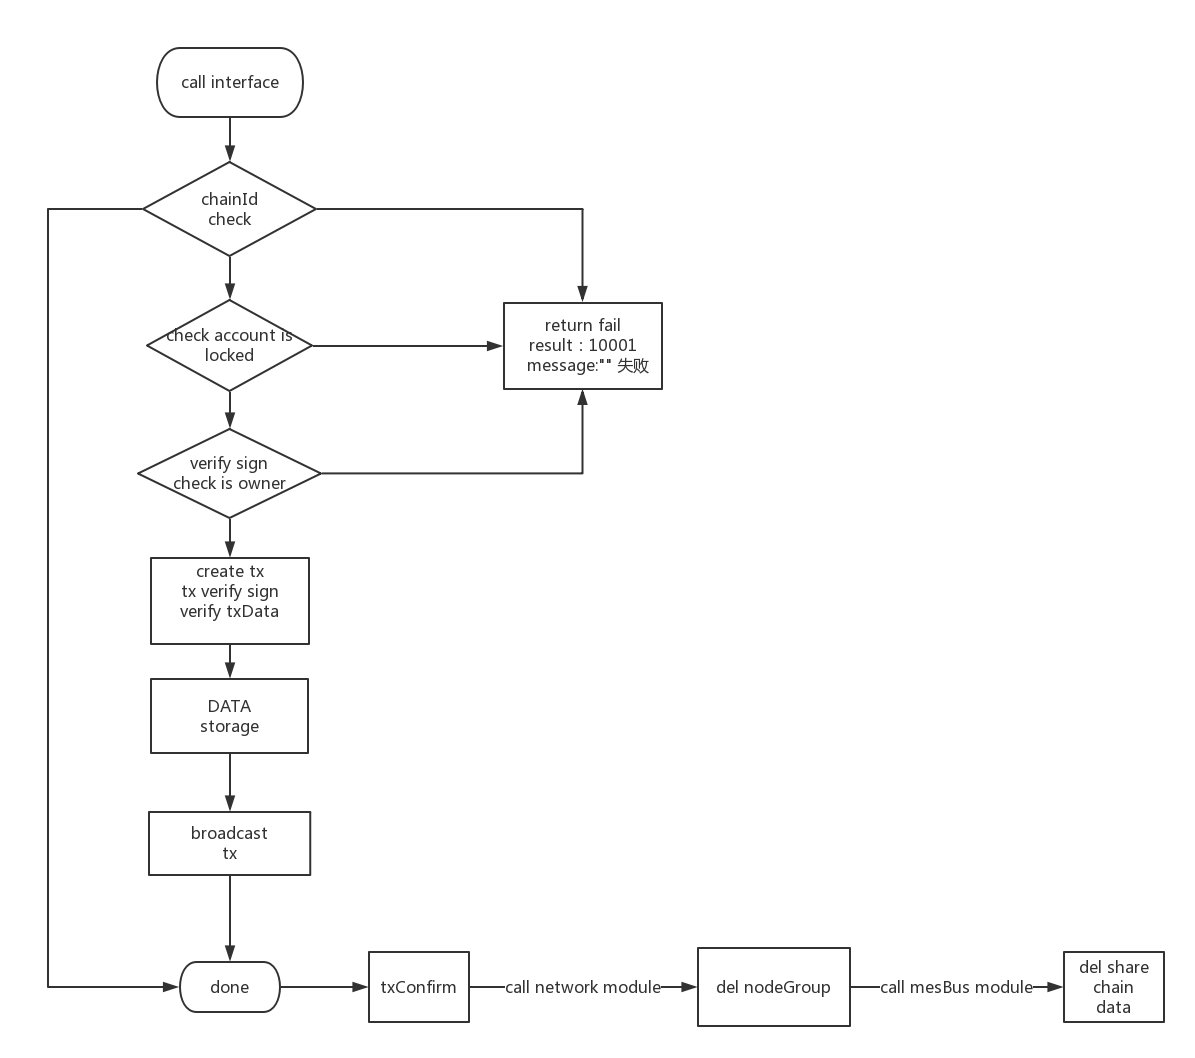 call interface
chainId
check
check account is
locked
return fail
result : 10001
message:"" 失败
verify sign
check is owner
create tx
tx verify sign
verify txData
DATA
storage
broadcast
tx
done
txConfirm
call network module
del nodeGroup
call mesBus module
del share
chain
data